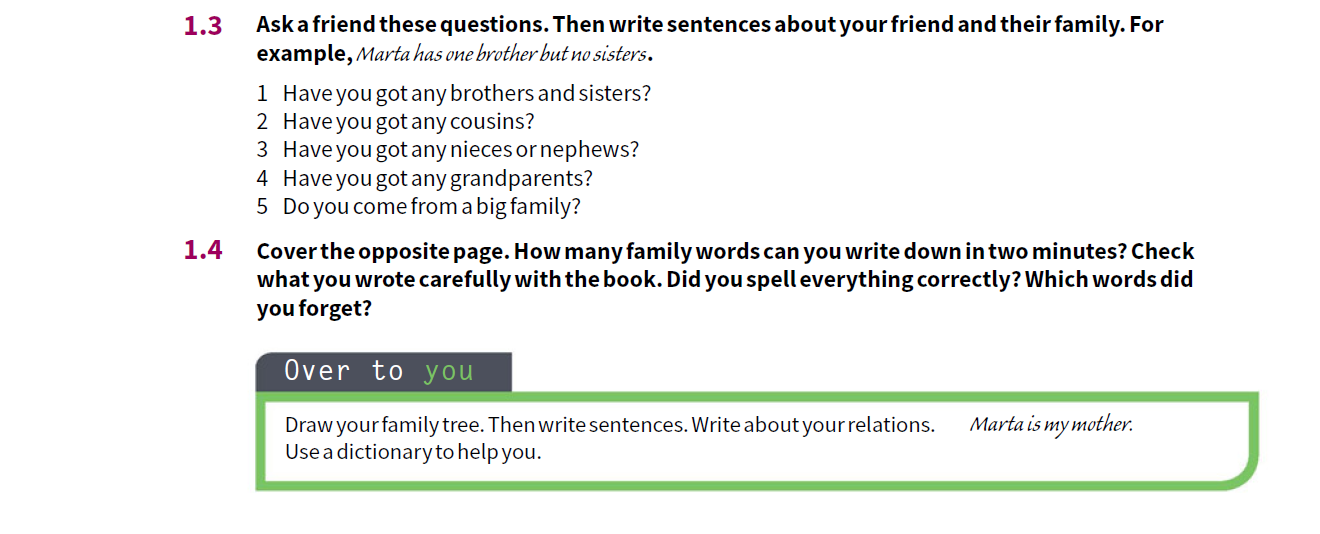 1.3 Ask a friend these questions. Then write sentences about your friend and their family. For
example, Marta has one brother but no sisters.
1 Have you got any brothers and sisters?
2 Have you got any cousins?
3 Have you got any nieces or nephews?
4 Have you got any grandparents?
5 Do you come from a big family?
1.4 Cover the opposite page. How many family words can you write down in two minutes? Check
what you wrote carefully with the book. Did you spell everything correctly? Which words did
you forget?
Over to you
Draw your family tree. Then write sentences. Write about your relations. Marta is my mother.
Use a dictionary to help you.